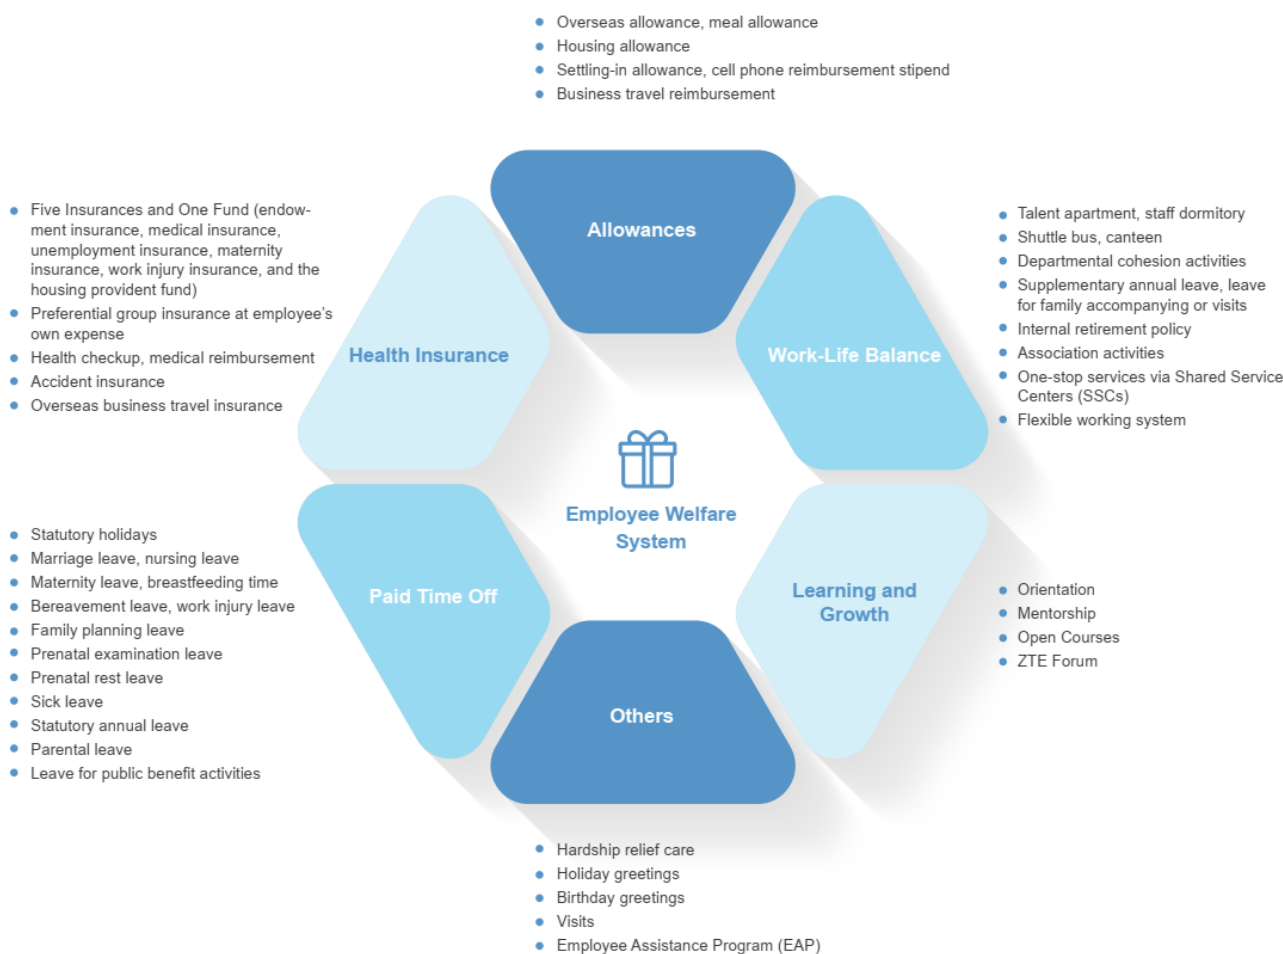 Overseas allowance, meal allowance
Housing allowance
Settling-in allowance, cell phone reimbursement stipend
Business travel reimbursement
Allowances
Five Insurances and One Fund (endow-
ment insurance, medical insurance,
unemployment insurance, maternity
insurance, work injury insurance, and the
housing provident fund)
Preferential group insurance at employee's
own expense
Health checkup, medical reimbursement
Accident insurance
Overseas business travel insurance
Health Insurance
Work-Life Balance
Talent apartment, staff dormitory
Shuttle bus, canteen
Departmental cohesion activities
Supplementary annual leave, leave
for family accompanying or visits
Internal retirement policy
Association activities
One-stop services via Shared Service
Centers (SSCs)
Flexible working system
Employee Welfare
System
Statutory holidays
Marriage leave, nursing leave
Maternity leave, breastfeeding time
Bereavement leave, work injury leave
Family planning leave
Prenatal examination leave
Prenatal rest leave
Sick leave
Statutory annual leave
Parental leave
Leave for public benefit activities
Paid Time Off
Learning and
Growth
Orientation
Mentorship
Open Courses
ZTE Forum
Others
Hardship relief care
Holiday greetings
Birthday greetings
Visits
Employee Assistance Program (EAP)